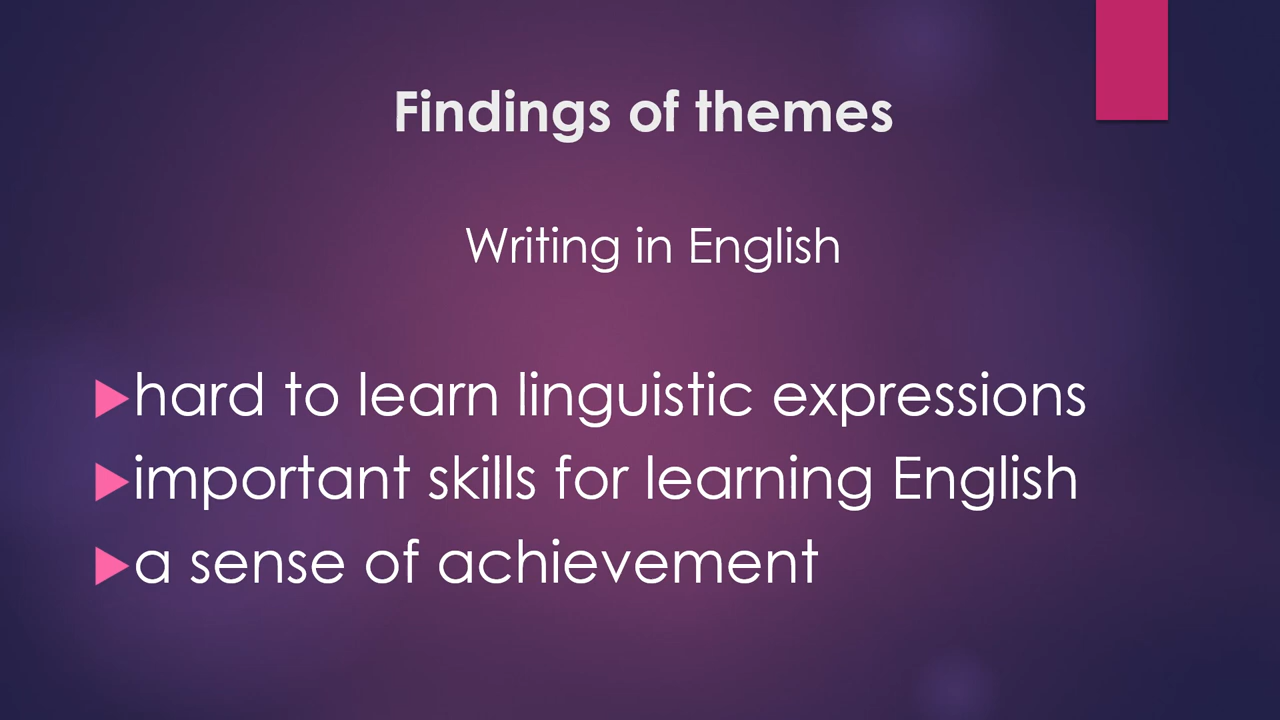 Findings of themes
Writing in English
hard to learn linguistic expressions
important skills for learning English
a sense of achievement